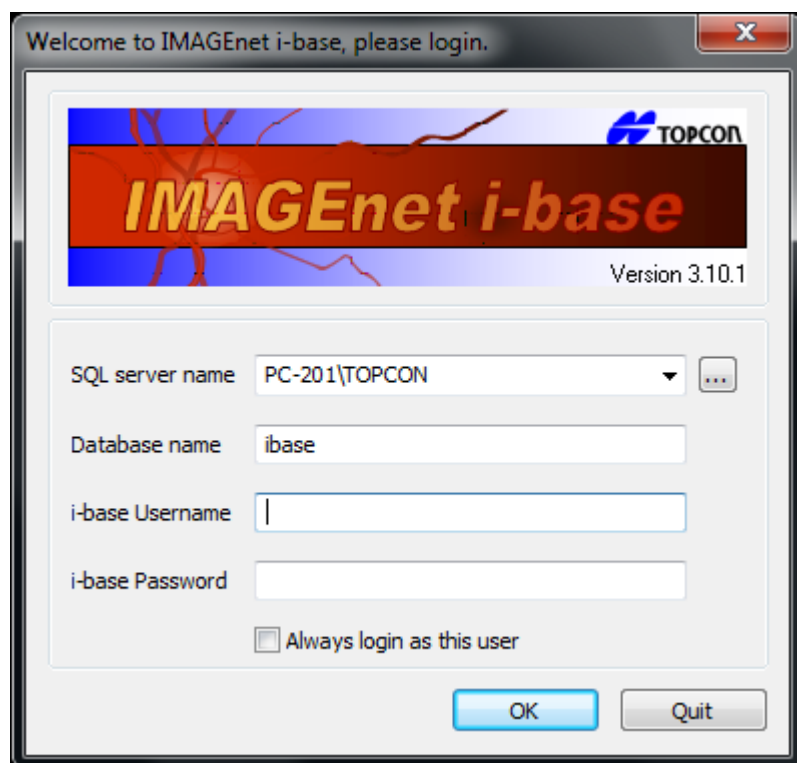 Welcome to IMAGEnet i-base, please login.
TOPCON
IMAGEnet i-base
Version 3.10.1
SQL server name PC-201\TOPCON ...
Database name ibase
i-base Username
i-base Password
Always login as this user
OK Quit